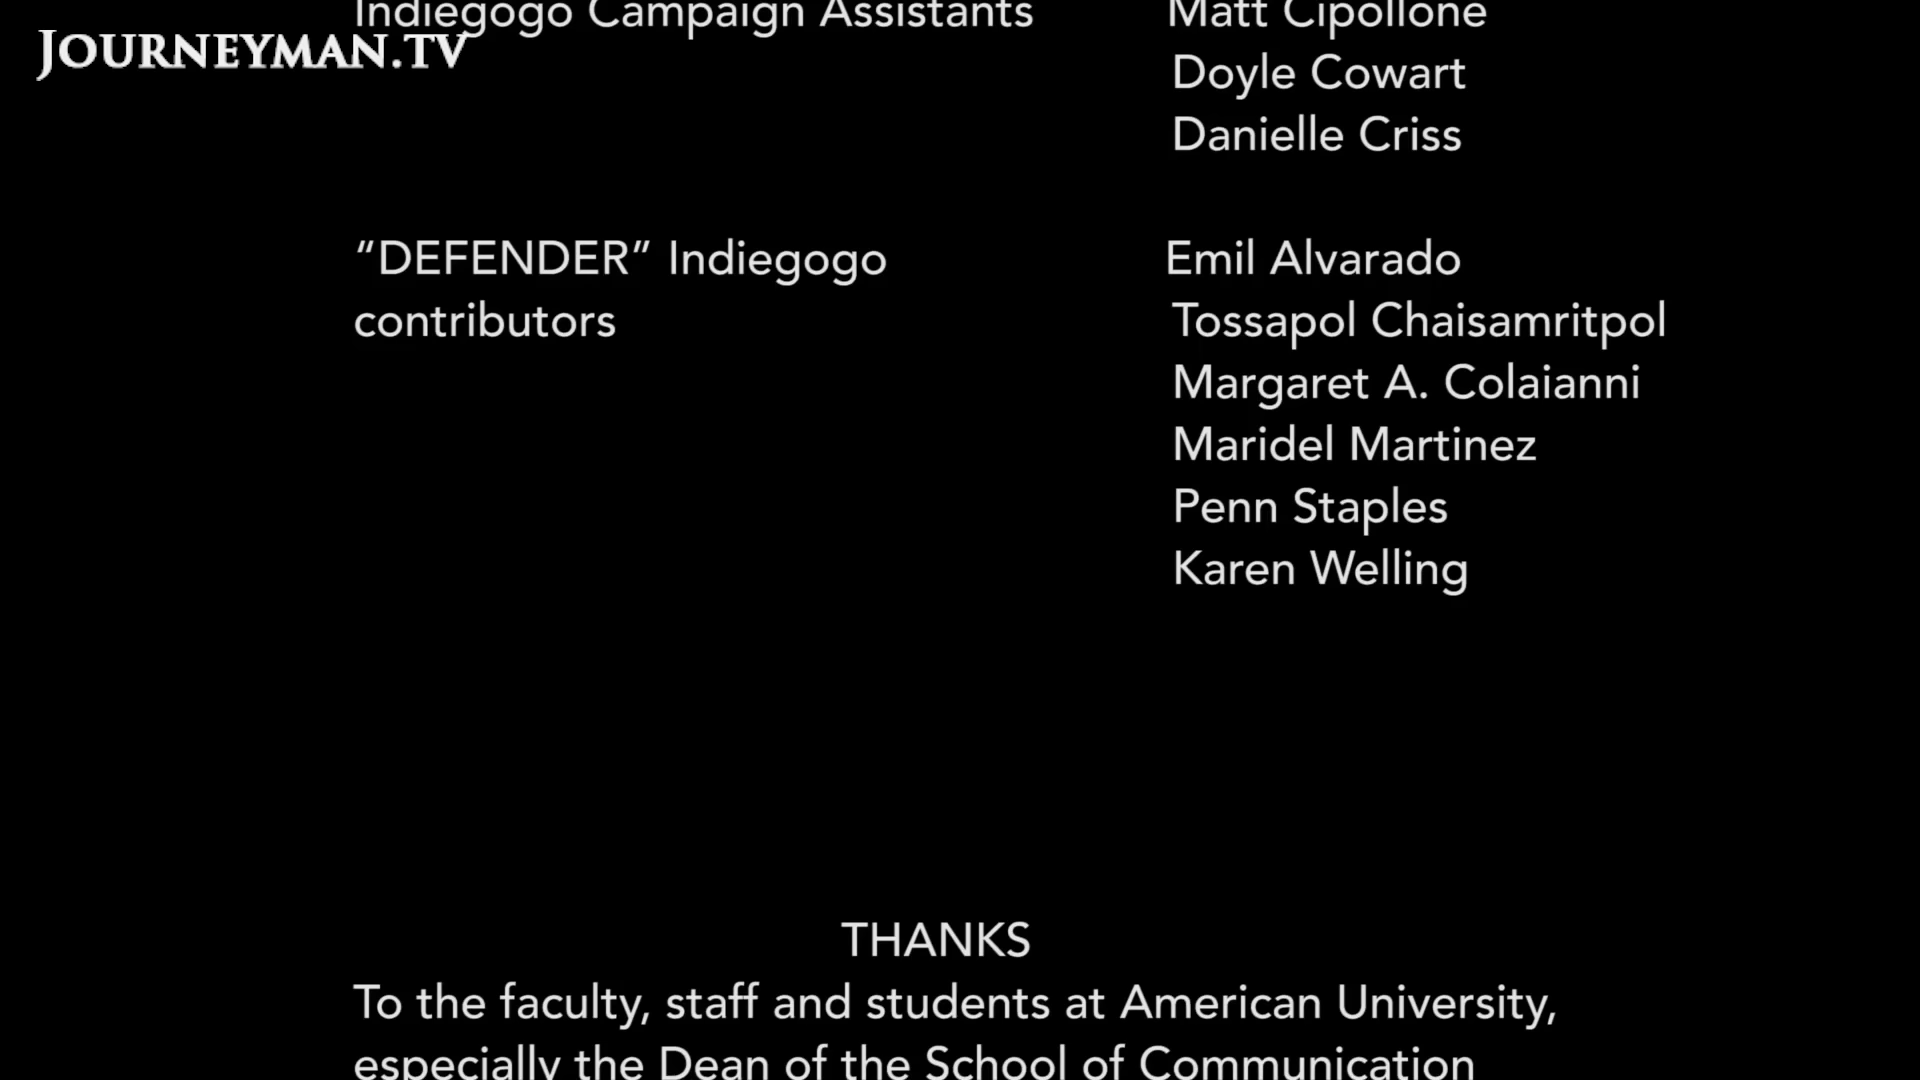 Indiegogo Campaign Assistants Matt Cipollone
JOURNEYMAN.TV
Doyle Cowart
Danielle Criss
“DEFENDER” Indiegogo Emil Alvarado
contributors Tossapol Chaisamritpol
Margaret A. Colaianni
Maridel Martinez
Penn Staples
Karen Welling
THANKS
To the faculty, staff and students at American University,
especially the Dean of the School of Communication